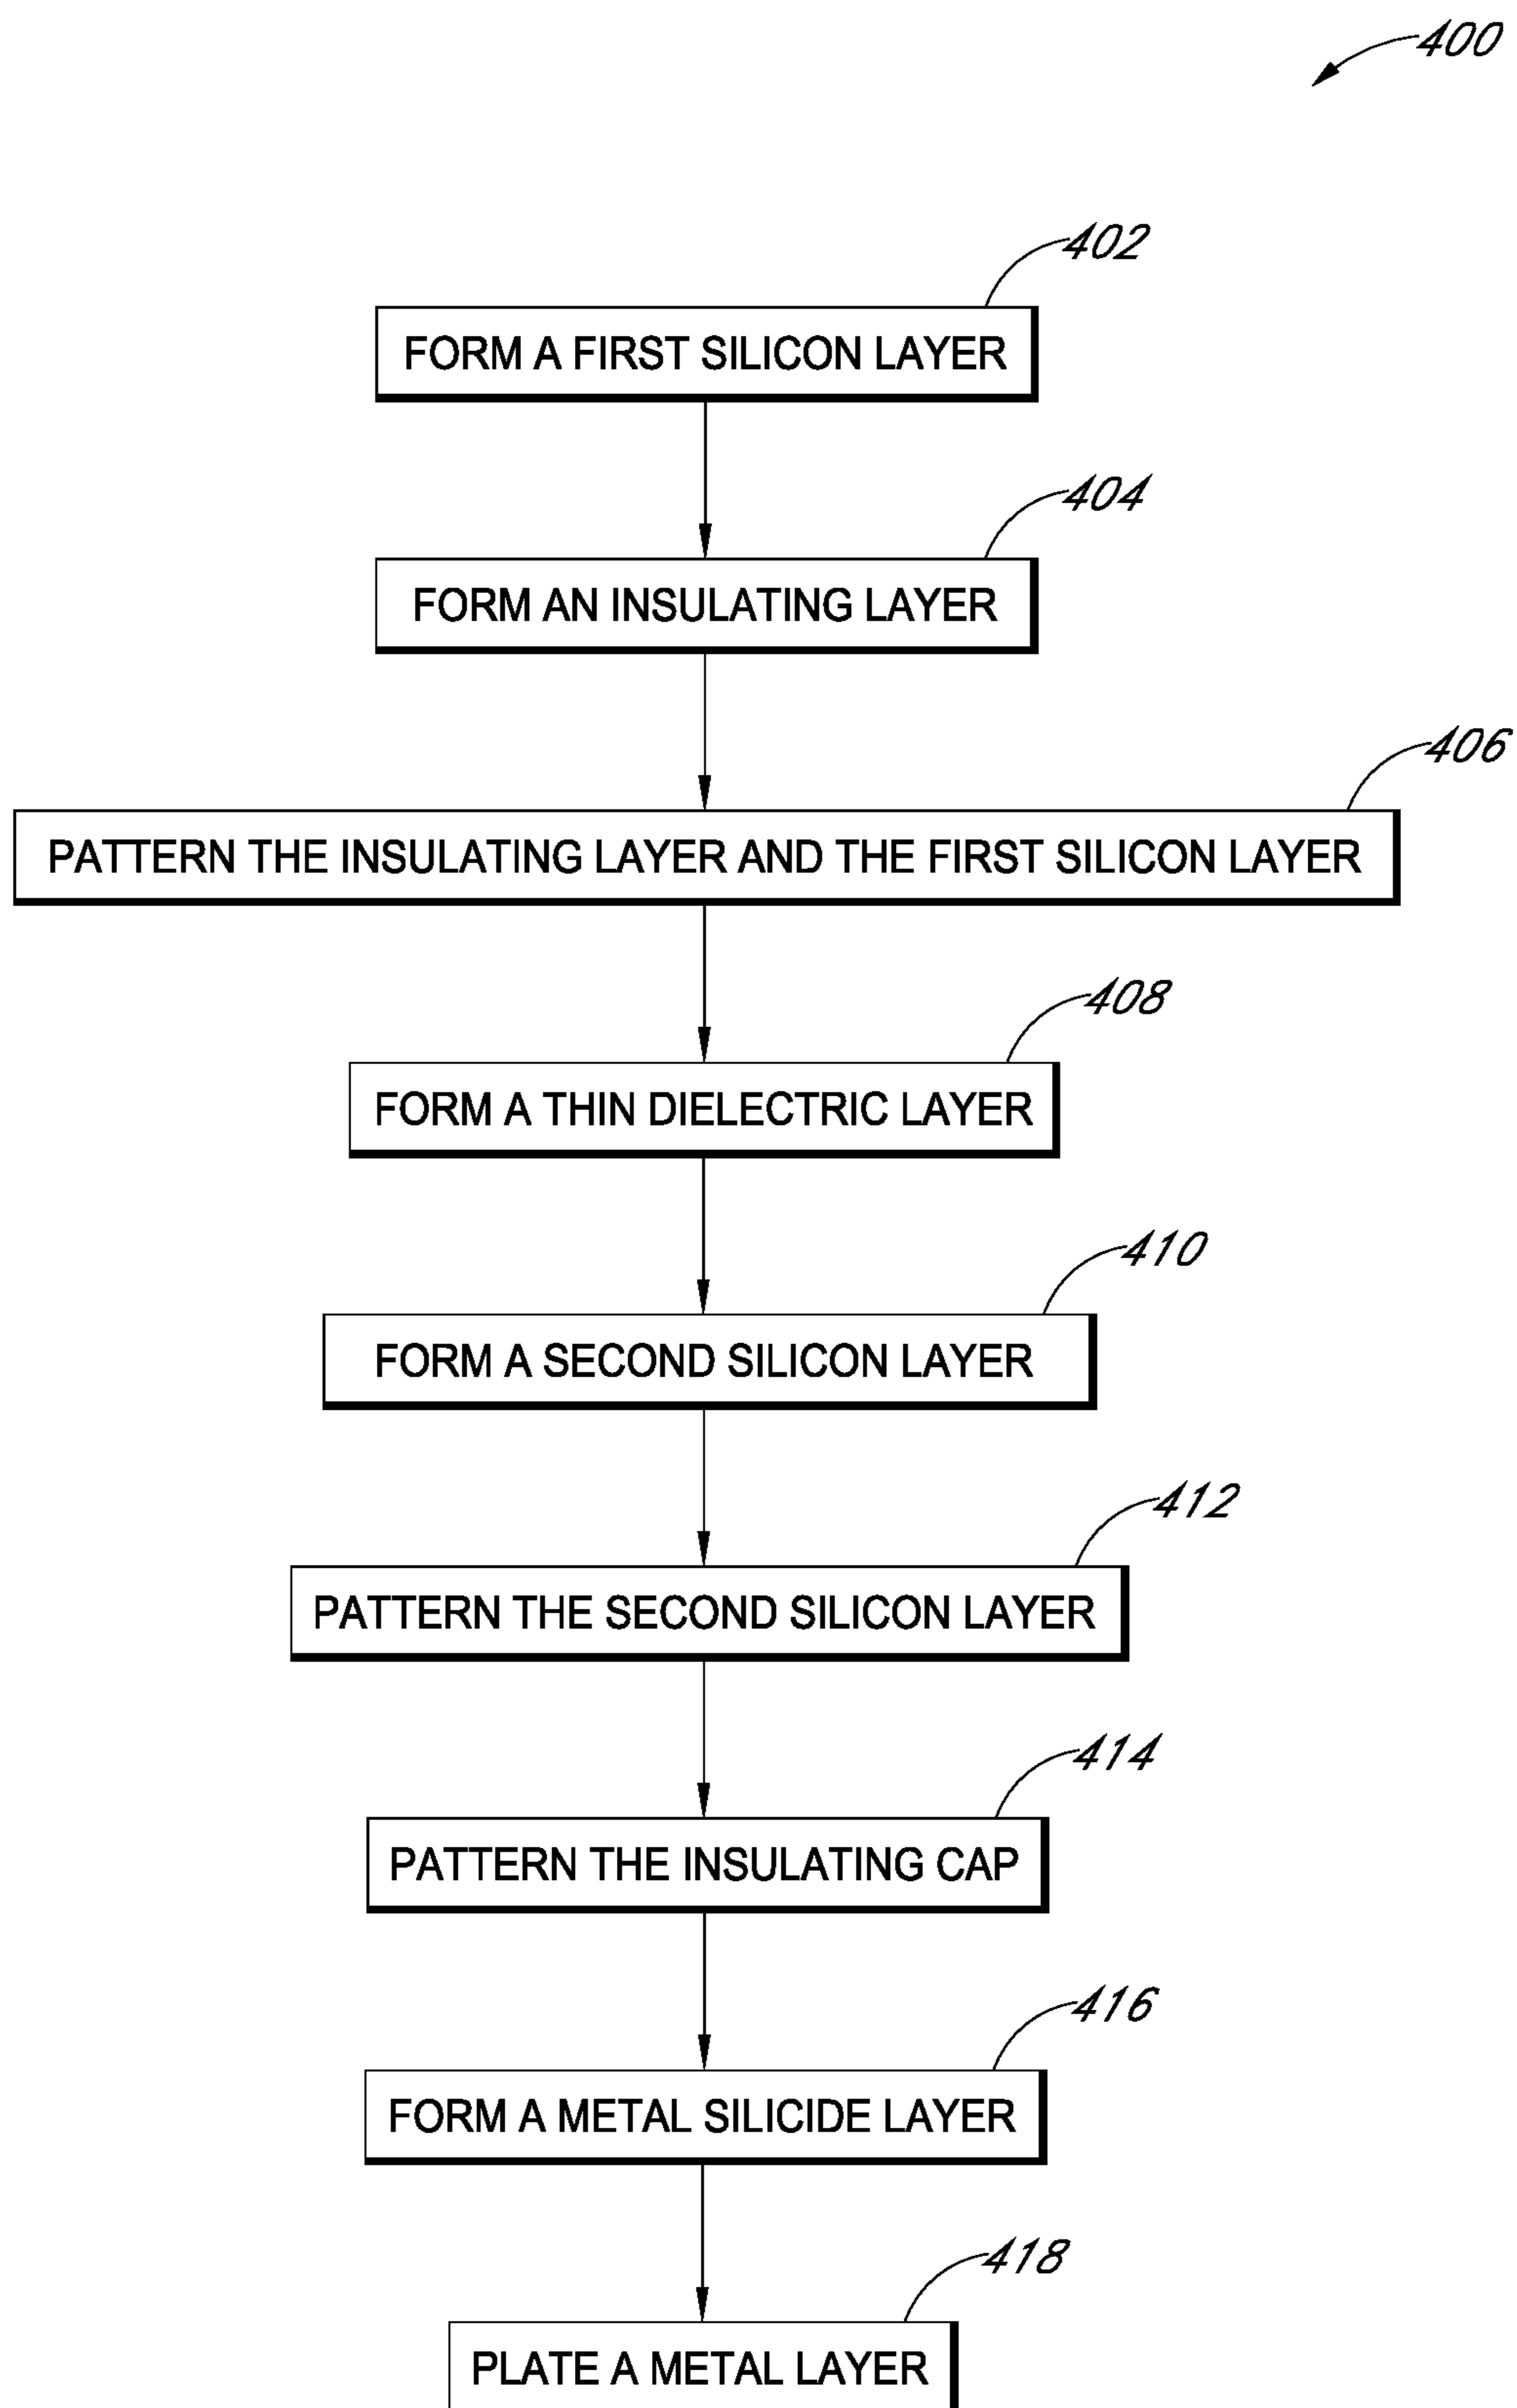 400
402
FORM A FIRST SILICON LAYER
404
FORM AN INSULATING LAYER
406
PATTERN THE INSULATING LAYER AND THE FIRST SILICON LAYER
408
FORM A THIN DIELECTRIC LAYER
410
FORM A SECOND SILICON LAYER
412
PATTERN THE SECOND SILICON LAYER
414
PATTERN THE INSULATING CAP
416
FORM A METAL SILICIDE LAYER
418
PLATE A METAL LAYER